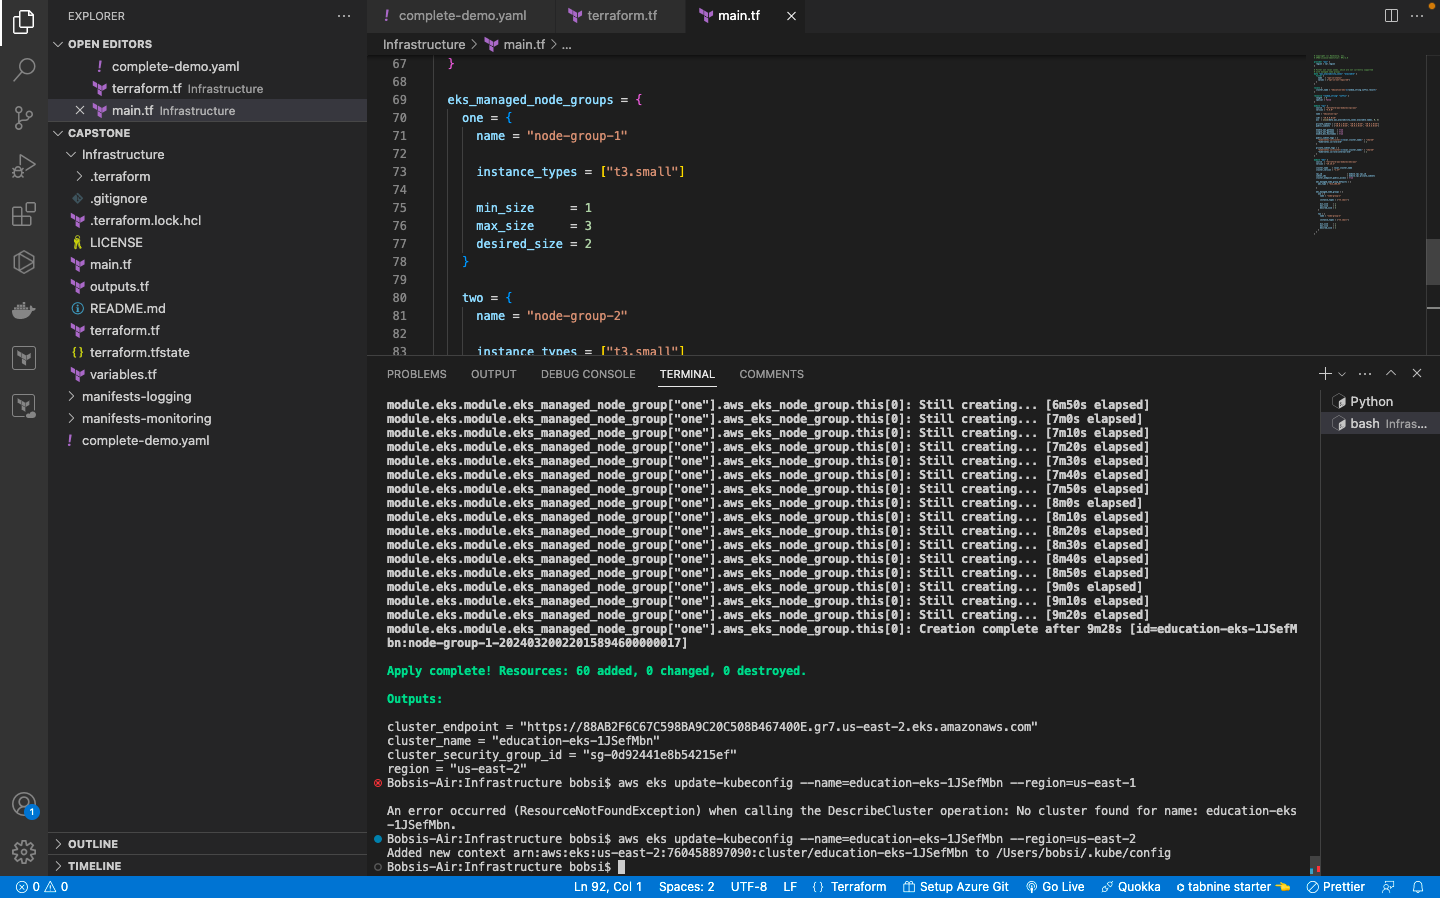 EXPLORER
OPEN EDITORS
complete-demo.yaml
terraform.tf Infrastructure
main.tf Infrastructure
CAPSTONE
Infrastructure
.terraform
.gitignore
.terraform.lock.hcl
LICENSE
main.tf
outputs.tf
README.md
terraform.tf
terraform.tfstate
variables.tf
manifests-logging
manifests-monitoring
complete-demo.yaml
OUTLINE
TIMELINE
complete-demo.yaml terraform.tf main.tf
Infrastructure > main.tf > ...
67 }
68
69 eks_managed_node_groups = {
70 one = {
71 name = "node-group-1"
72
73 instance_types = ["t3.small"]
74
75 min_size     = 1
76 max_size     = 3
77 desired_size = 2
78 }
79
80 two = {
81 name = "node-group-2"
82
83 instance_types = ["t3.small"]
PROBLEMS OUTPUT DEBUG CONSOLE TERMINAL COMMENTS
Python
bash Infras...
module.eks.module.eks_managed_node_group["one"].aws_eks_node_group.this[0]: Still creating... [6m50s elapsed]
module.eks.module.eks_managed_node_group["one"].aws_eks_node_group.this[0]: Still creating... [7m0s elapsed]
module.eks.module.eks_managed_node_group["one"].aws_eks_node_group.this[0]: Still creating... [7m10s elapsed]
module.eks.module.eks_managed_node_group["one"].aws_eks_node_group.this[0]: Still creating... [7m20s elapsed]
module.eks.module.eks_managed_node_group["one"].aws_eks_node_group.this[0]: Still creating... [7m30s elapsed]
module.eks.module.eks_managed_node_group["one"].aws_eks_node_group.this[0]: Still creating... [7m40s elapsed]
module.eks.module.eks_managed_node_group["one"].aws_eks_node_group.this[0]: Still creating... [7m50s elapsed]
module.eks.module.eks_managed_node_group["one"].aws_eks_node_group.this[0]: Still creating... [8m0s elapsed]
module.eks.module.eks_managed_node_group["one"].aws_eks_node_group.this[0]: Still creating... [8m10s elapsed]
module.eks.module.eks_managed_node_group["one"].aws_eks_node_group.this[0]: Still creating... [8m20s elapsed]
module.eks.module.eks_managed_node_group["one"].aws_eks_node_group.this[0]: Still creating... [8m30s elapsed]
module.eks.module.eks_managed_node_group["one"].aws_eks_node_group.this[0]: Still creating... [8m40s elapsed]
module.eks.module.eks_managed_node_group["one"].aws_eks_node_group.this[0]: Still creating... [8m50s elapsed]
module.eks.module.eks_managed_node_group["one"].aws_eks_node_group.this[0]: Still creating... [9m0s elapsed]
module.eks.module.eks_managed_node_group["one"].aws_eks_node_group.this[0]: Still creating... [9m10s elapsed]
module.eks.module.eks_managed_node_group["one"].aws_eks_node_group.this[0]: Still creating... [9m20s elapsed]
module.eks.module.eks_managed_node_group["one"].aws_eks_node_group.this[0]: Creation complete after 9m28s [id=education-eks-1JSefM
bn:node-group-1-20240320022015894600000017]
Apply complete! Resources: 60 added, 0 changed, 0 destroyed.
Outputs:
cluster_endpoint = "https://88AB2F6C67C598BA9C20C508B467400E.gr7.us-east-2.eks.amazonaws.com"
cluster_name = "education-eks-1JSefMbn"
cluster_security_group_id = "sg-0d92441e8b54215ef"
region = "us-east-2"
Bobsis-Air:Infrastructure bobsi$ aws eks update-kubeconfig --name=education-eks-1JSefMbn --region=us-east-1
An error occurred (ResourceNotFoundException) when calling the DescribeCluster operation: No cluster found for name: education-eks
-1JSefMbn.
Bobsis-Air:Infrastructure bobsi$ aws eks update-kubeconfig --name=education-eks-1JSefMbn --region=us-east-2
Added new context arn:aws:eks:us-east-2:760458897090:cluster/education-eks-1JSefMbn to /Users/bobsi/.kube/config
Bobsis-Air:Infrastructure bobsi$
1
0 0 Ln 92, Col 1 Spaces: 2 UTF-8 LF {} Terraform Setup Azure Git Go Live Quokka tabnine starter Prettier